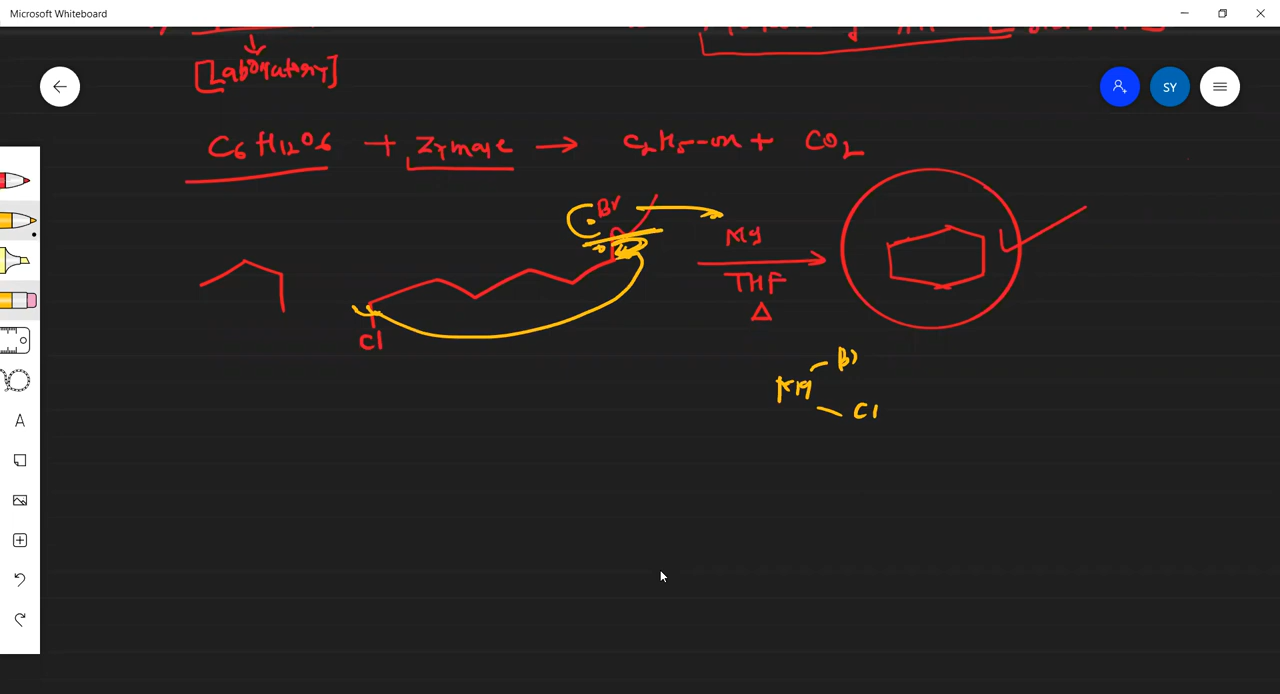 Microsoft Whiteboard
[Laboratory]
SY
C6H12O6 + Zymase → C2H5-OH + CO2
Br
Mg
THF
Δ
Cl
Mg
Br
Cl
A